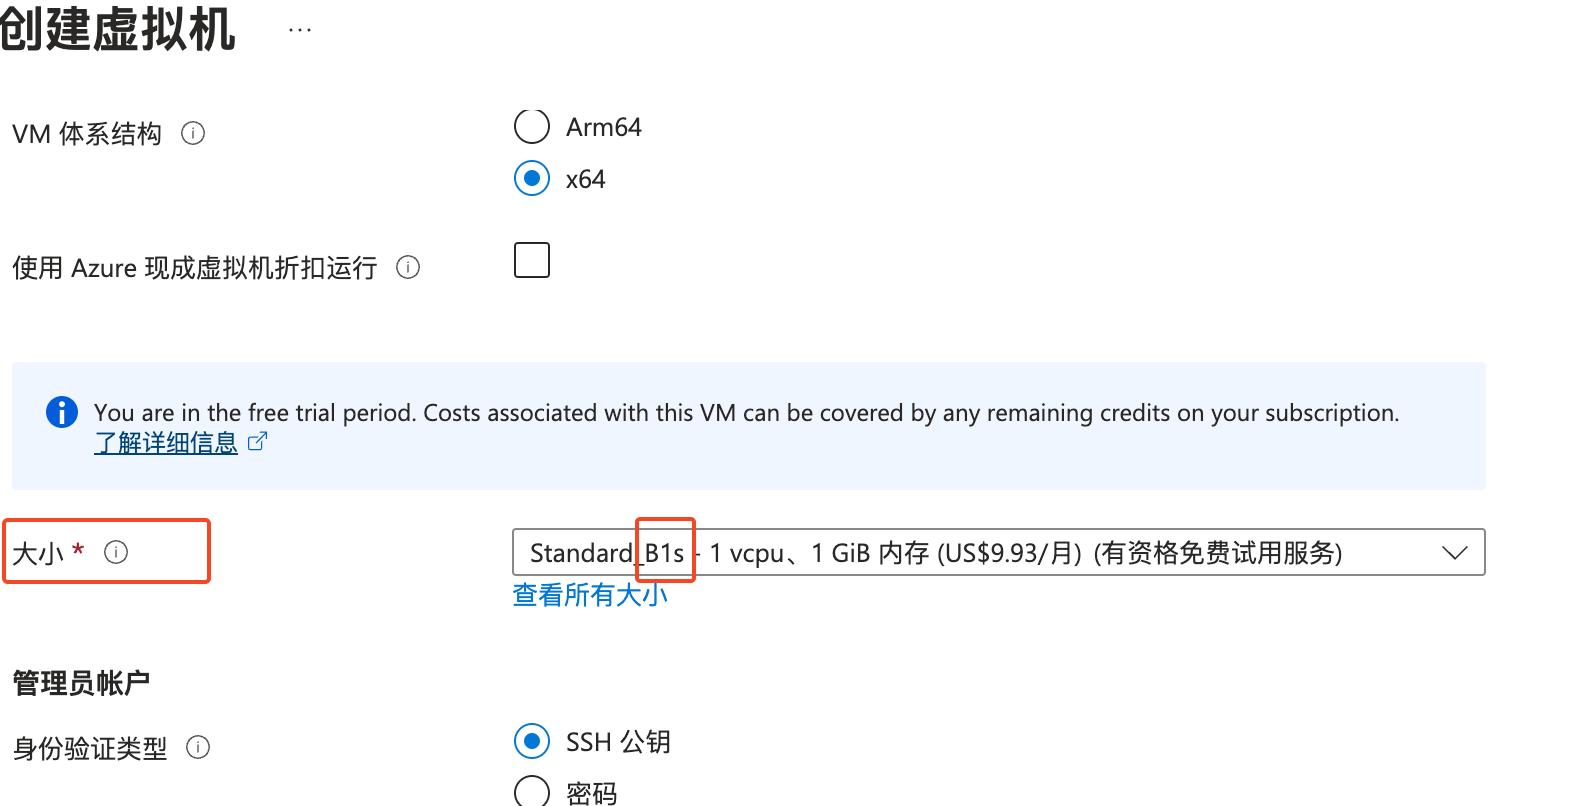 创建虚拟机 ...
VM 体系结构
Arm64
x64
使用 Azure 现成虚拟机折扣运行
You are in the free trial period. Costs associated with this VM can be covered by any remaining credits on your subscription.
了解详细信息
大小 *
Standard_B1s - 1 vcpu、1 GiB 内存 (US$9.93/月) (有资格免费试用服务)
查看所有大小
管理员帐户
身份验证类型
SSH 公钥
密码